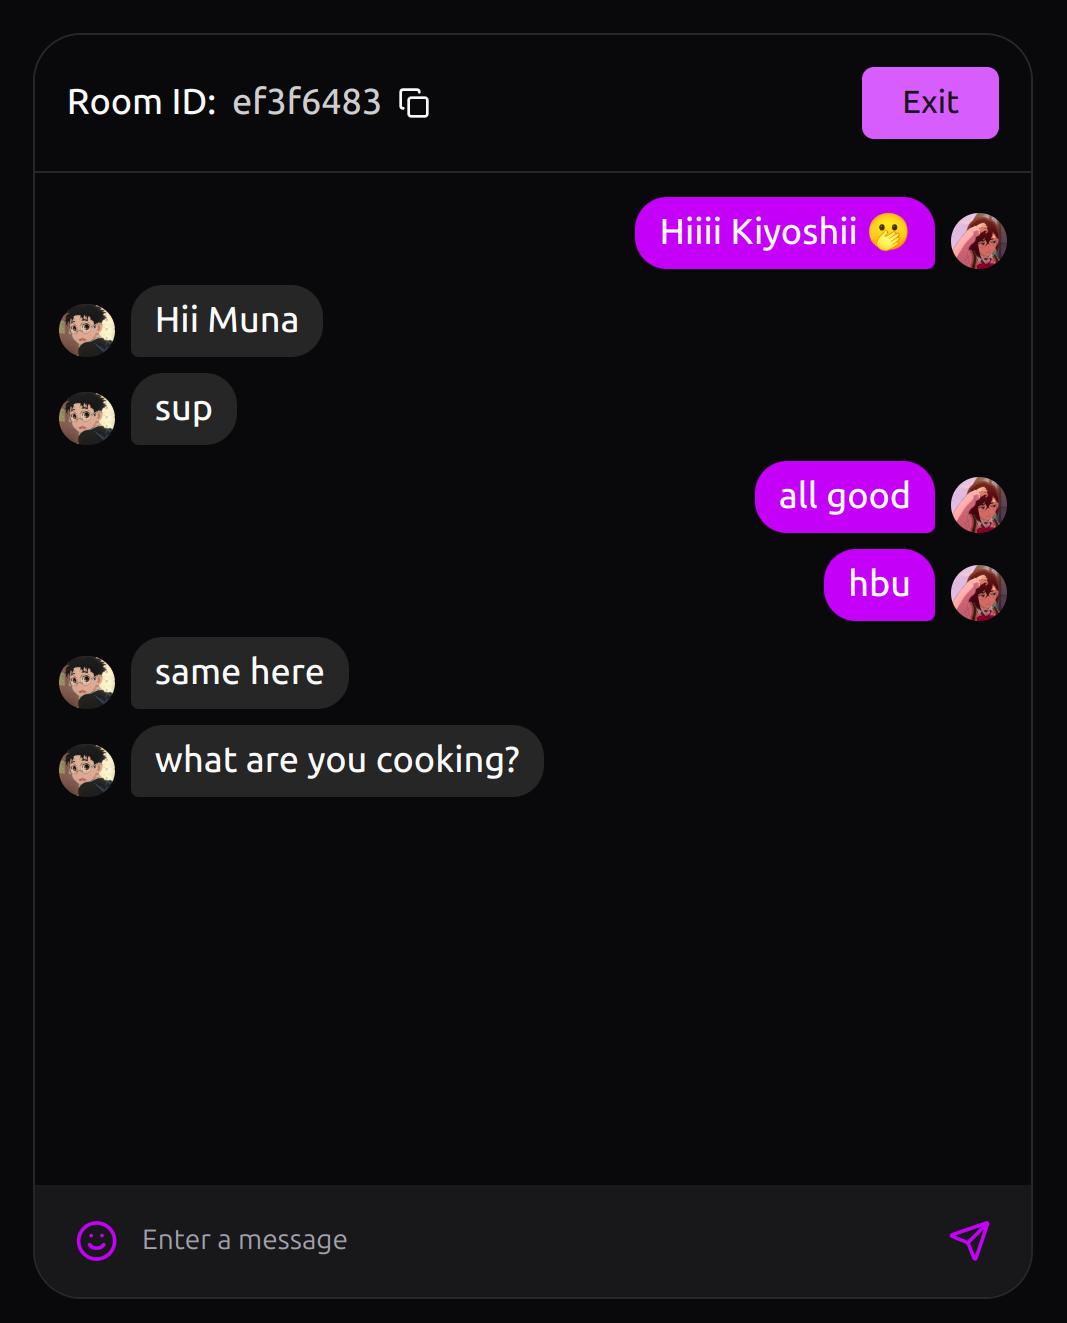 Room ID: ef3f6483
Exit
Hiiii Kiyoshii 🤭
Hii Muna
sup
all good
hbu
same here
what are you cooking?
Enter a message